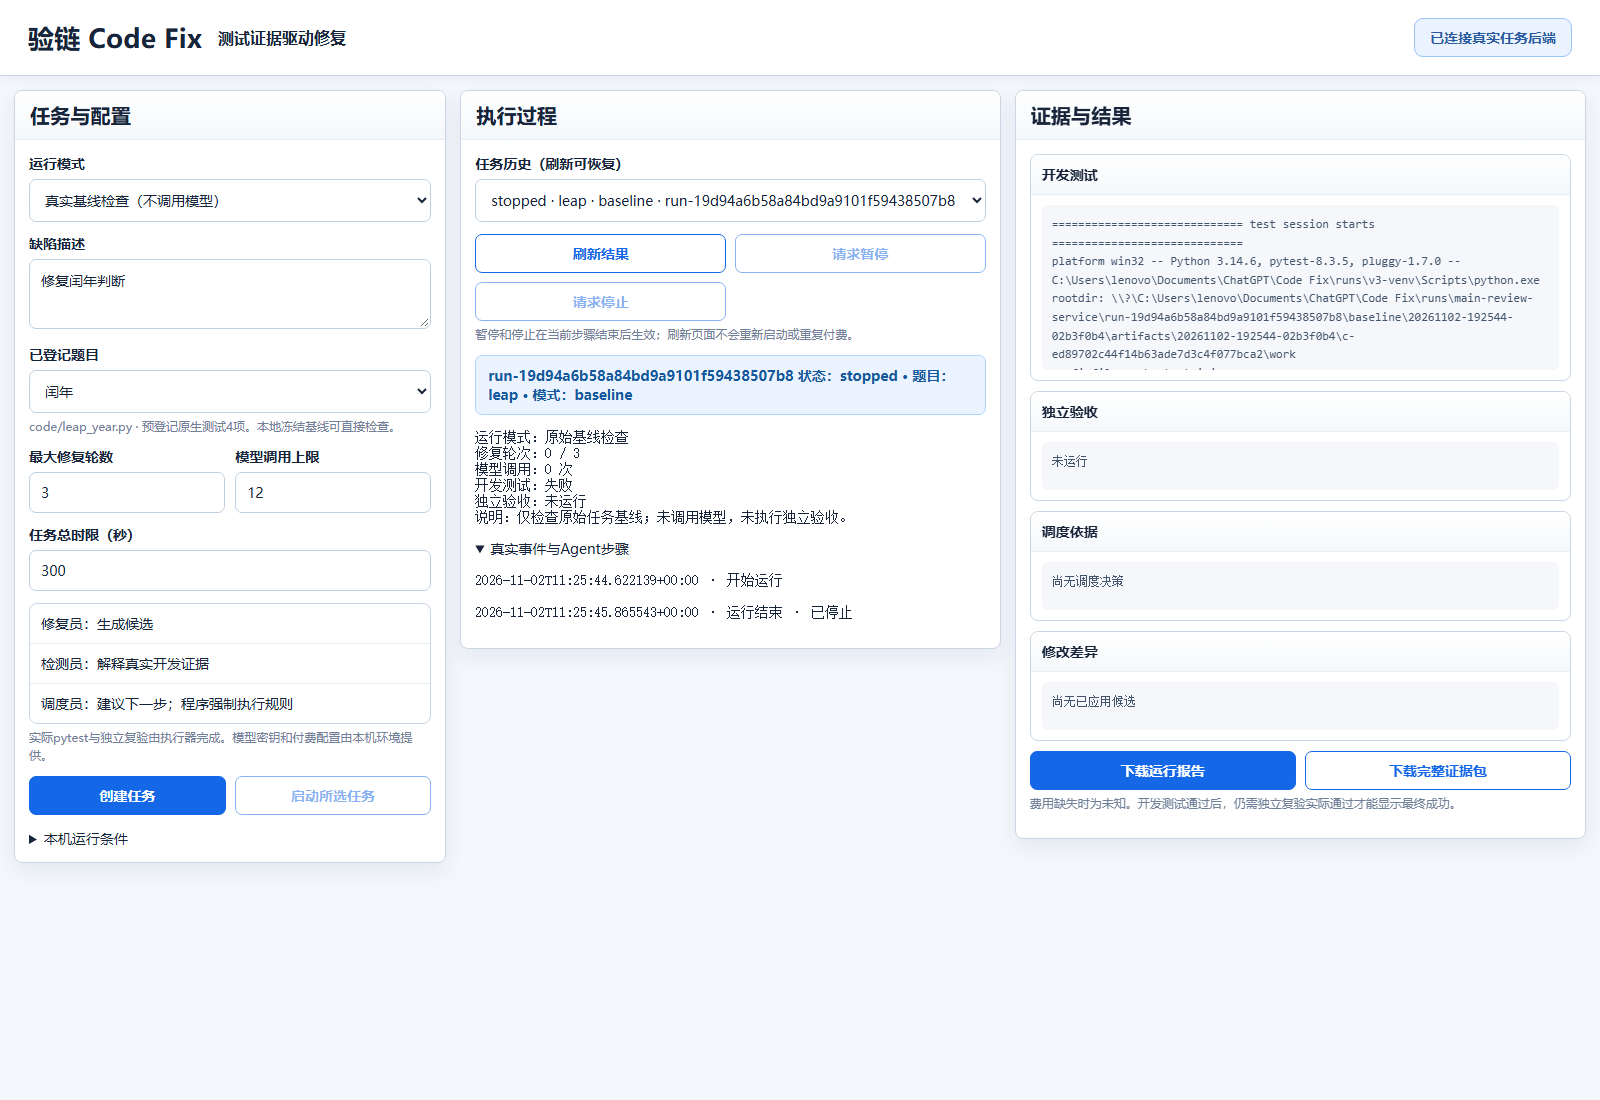 验链 Code Fix 测试证据驱动修复
已连接真实任务后端
任务与配置
运行模式
真实基线检查（不调用模型）
缺陷描述
修复闰年判断
已登记题目
闰年
code/leap_year.py · 预登记原生测试4项。本地冻结基线可直接检查。
最大修复轮数
模型调用上限
3
12
任务总时限（秒）
300
修复员：生成候选
检测员：解释真实开发证据
调度员：建议下一步；程序强制执行规则
实际pytest与独立复验由执行器完成。模型密钥和付费配置由本机环境提
供。
创建任务
启动所选任务
▶ 本机运行条件
执行过程
任务历史（刷新可恢复）
stopped · leap · baseline · run-19d94a6b58a84bd9a9101f59438507b8
刷新结果
请求暂停
请求停止
暂停和停止在当前步骤结束后生效；刷新页面不会重新启动或重复付费。
run-19d94a6b58a84bd9a9101f59438507b8 状态：stopped • 题目：
leap • 模式：baseline
运行模式：原始基线检查
修复轮次：0 / 3
模型调用：0 次
开发测试：失败
独立验收：未运行
说明：仅检查原始任务基线；未调用模型，未执行独立验收。
▼ 真实事件与Agent步骤
2026-11-02T11:25:44.622139+00:00 · 开始运行
2026-11-02T11:25:45.865543+00:00 · 运行结束 · 已停止
证据与结果
开发测试
============================= test session starts
=============================
platform win32 -- Python 3.14.6, pytest-8.3.5, pluggy-1.7.0 --
C:\Users\lenovo\Documents\ChatGPT\Code Fix\runs\v3-venv\Scripts\python.exe
rootdir: \\?\C:\Users\lenovo\Documents\ChatGPT\Code Fix\runs\main-review-
service\run-19d94a6b58a84bd9a9101f59438507b8\baseline\20261102-192544-
02b3f0b4\artifacts\20261102-192544-02b3f0b4\c-
ed89702c44f14b63ade7d3c4f077bca2\work
独立验收
未运行
调度依据
尚无调度决策
修改差异
尚无已应用候选
下载运行报告
下载完整证据包
费用缺失时为未知。开发测试通过后，仍需独立复验实际通过才能显示最终成功。